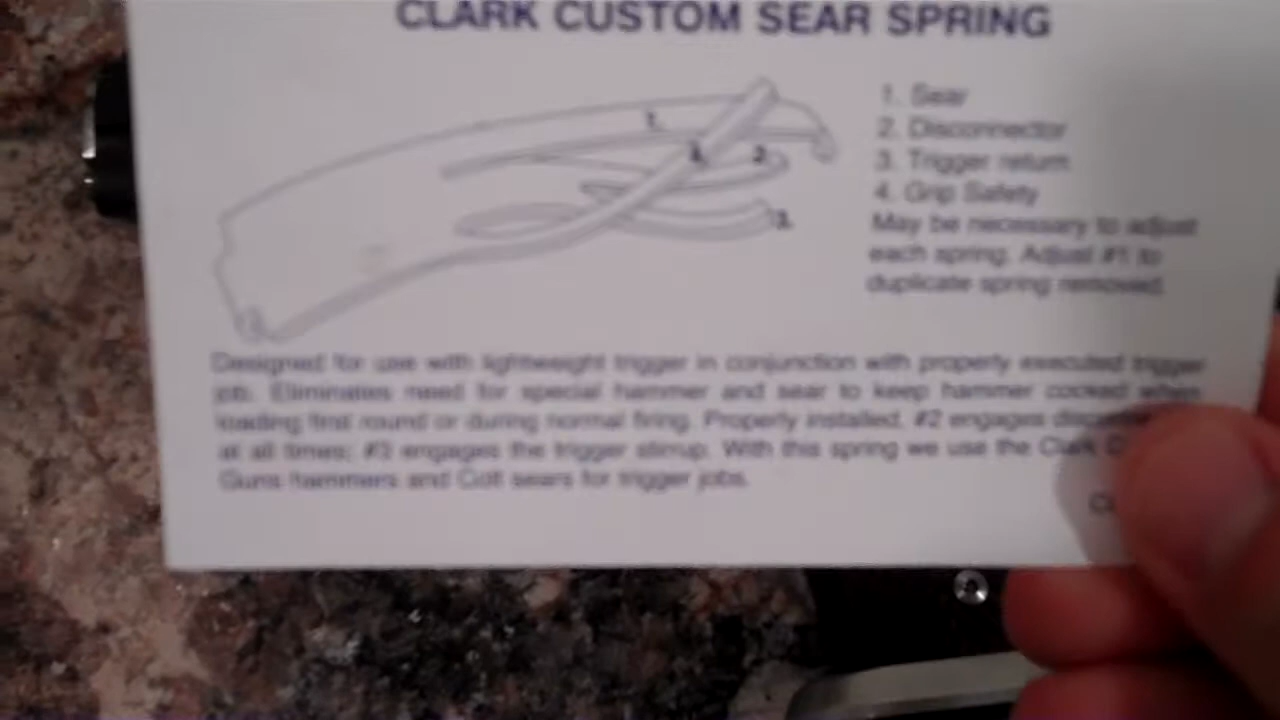 CLARK CUSTOM SEAR SPRING
1.
2.
3.
1. Sear
2. Disconnector
3. Trigger return
4. Grip Safety
May be necessary to adjust
each spring. Adjust #1 to
duplicate spring removed.
Designed for use with lightweight trigger in conjunction with properly executed trigger
job. Eliminates need for special hammer and sear to keep hammer cocked when
loading first round or during normal firing. Properly installed, #2 engages
at all times; #3 engages the trigger stirrup. With this spring we use the Clark
Guns hammers and Colt sears for trigger jobs.